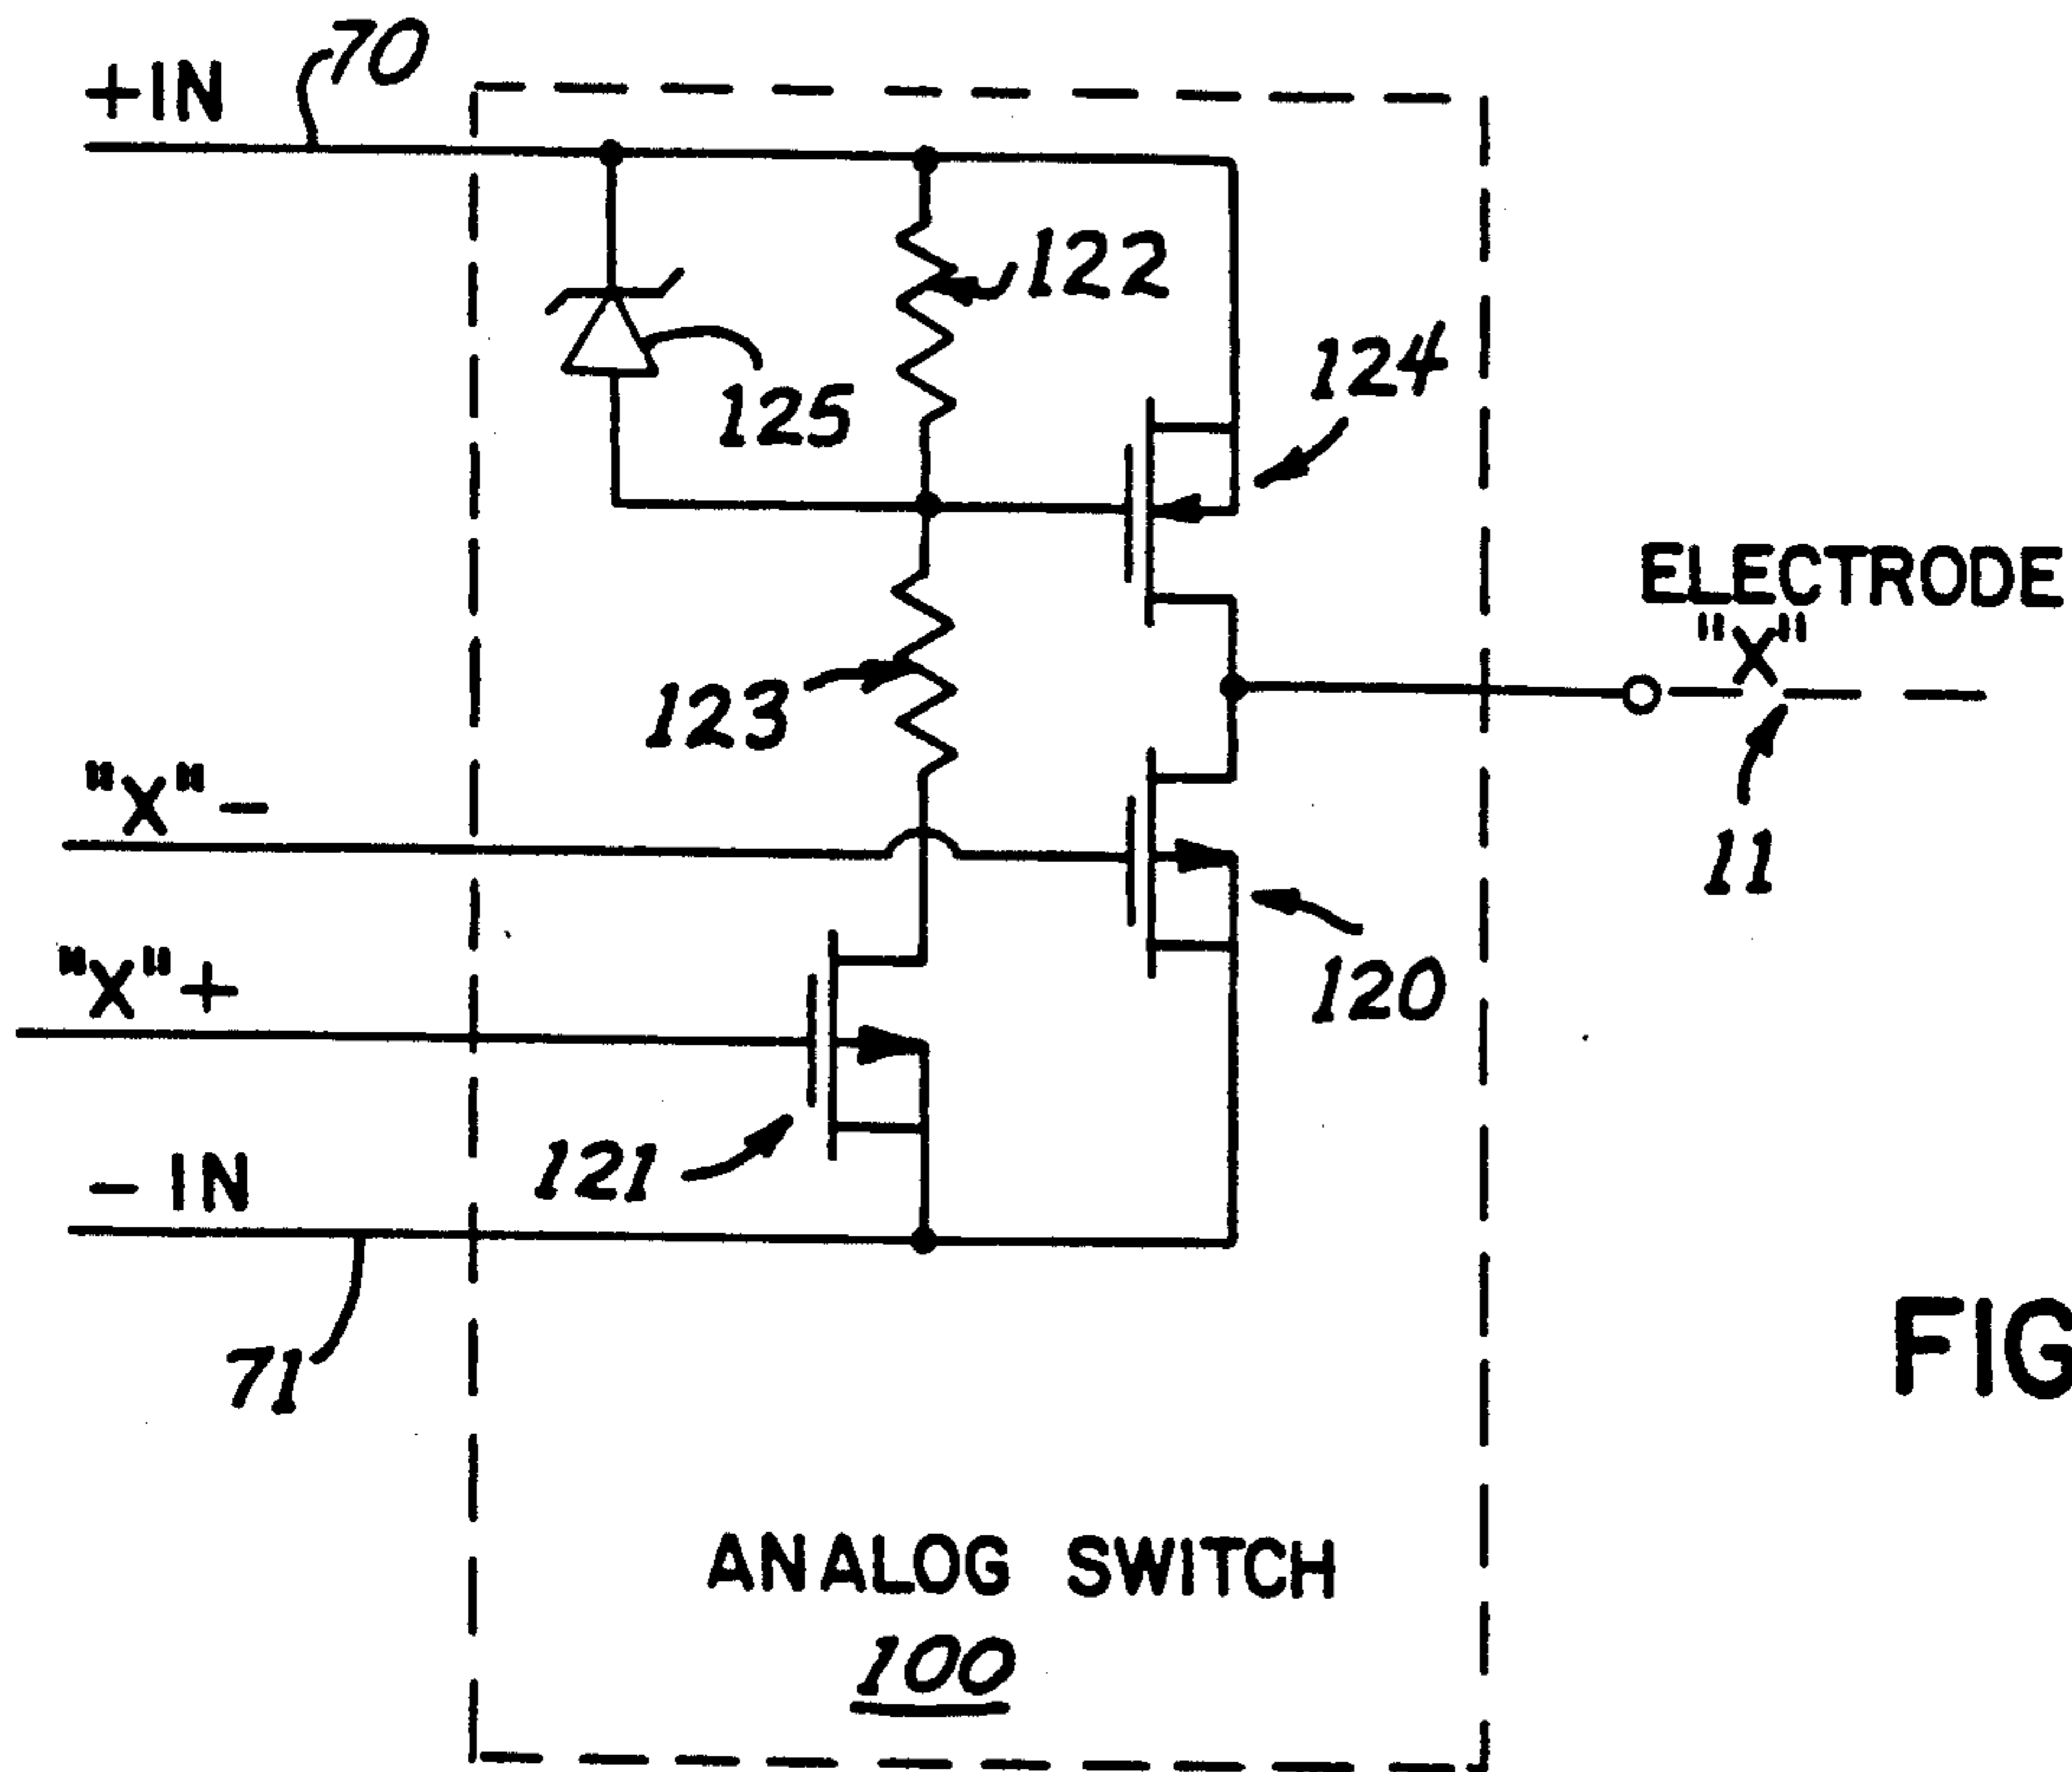 70
+IN
122
124
125
ELECTRODE
"X"
123
"X"-
11
"X"+
120
121
- IN
71
FIG
ANALOG SWITCH
100